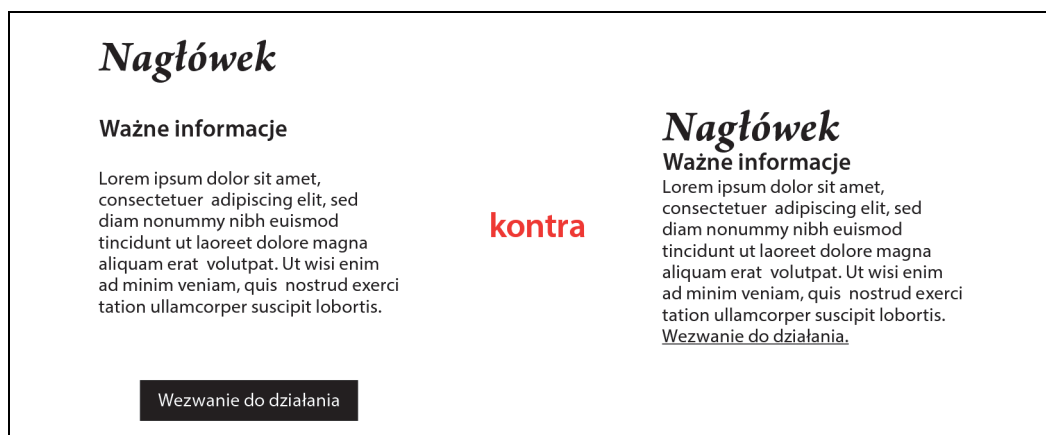 Nagłówek
Ważne informacje
Lorem ipsum dolor sit amet,
consectetuer adipiscing elit, sed
diam nonummy nibh euismod
tincidunt ut laoreet dolore magna
aliquam erat volutpat. Ut wisi enim
ad minim veniam, quis nostrud exerci
tation ullamcorper suscipit lobortis.
Wezwanie do działania
kontra
Nagłówek
Ważne informacje
Lorem ipsum dolor sit amet,
consectetuer adipiscing elit, sed
diam nonummy nibh euismod
tincidunt ut laoreet dolore magna
aliquam erat volutpat. Ut wisi enim
ad minim veniam, quis nostrud exerci
tation ullamcorper suscipit lobortis.
Wezwanie do działania.